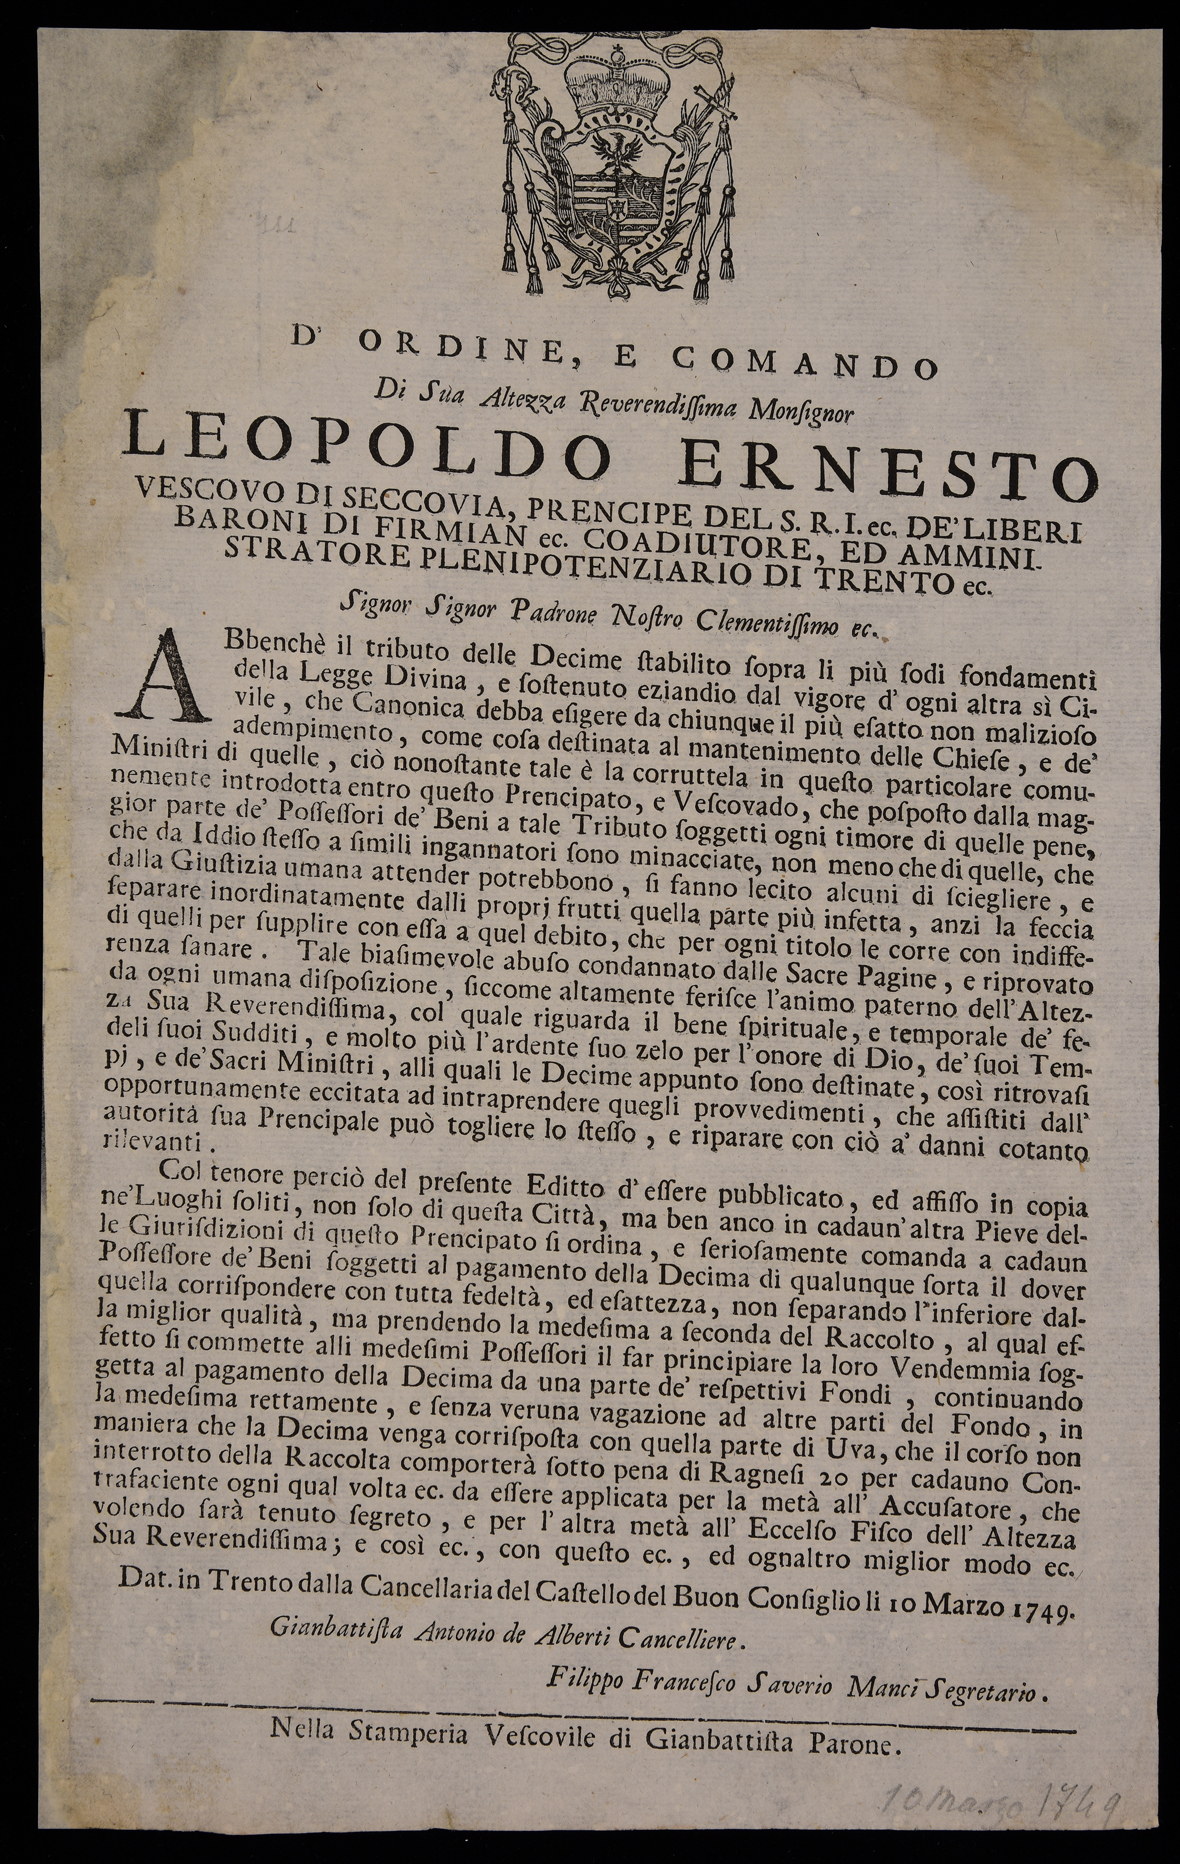 D' ORDINE, E COMANDO
Di Sua Altezza Reverendiſſima Monſignor
LEOPOLDO ERNESTO
VESCOVO DI SECCOVIA, PRENCIPE DEL S. R. I. ec. DE' LIBERI
BARONI DI FIRMIAN ec. COADIUTORE, ED AMMINI-
STRATORE PLENIPOTENZIARIO DI TRENTO ec.
Signor Signor Padrone Noſtro Clementiſſimo ec.
ABbenchè il tributo delle Decime ſtabilito ſopra li più ſodi fondamenti
della Legge Divina, e ſoſtenuto eziandio dal vigore d' ogni altra sì Ci-
vile, che Canonica debba eſigere da chiunque il più eſatto non malizioſo
adempimento, come coſa deſtinata al mantenimento delle Chieſe, e de'
Miniſtri di quelle, ciò nonoſtante tale è la corruttela in queſto particolare comu-
nemente introdotta entro queſto Prencipato, e Veſcovado, che poſpoſto dalla mag-
gior parte de' Poſſeſſori de' Beni a tale Tributo ſoggetti ogni timore di quelle pene,
che da Iddio ſteſſo a ſimili ingannatori ſono minacciate, non meno che di quelle, che
dalla Giuſtizia umana attender potrebbono, ſi fanno lecito alcuni di ſciegliere, e
ſeparare inordinatamente dalli proprj frutti quella parte più infetta, anzi la feccia
di quelli per ſupplire con eſſa a quel debito, che per ogni titolo le corre con indiffe-
renza ſanare. Tale biaſimevole abuſo condannato dalle Sacre Pagine, e riprovato
da ogni umana diſpoſizione, ſiccome altamente feriſce l'animo paterno dell' Altez-
za Sua Reverendiſſima, col quale riguarda il bene ſpirituale, e temporale de' fe-
deli ſuoi Sudditi, e molto più l'ardente ſuo zelo per l'onore di Dio, de' ſuoi Tem-
pj, e de' Sacri Miniſtri, alli quali le Decime appunto ſono deſtinate, così ritrovaſi
opportunamente eccitata ad intraprendere quegli provvedimenti, che aſſiſtiti dall'
autorità ſua Prencipale può togliere lo ſteſſo, e riparare con ciò a' danni cotanto
rilevanti.
Col tenore perciò del preſente Editto d' eſſere pubblicato, ed affiſſo in copia
ne' Luoghi ſoliti, non ſolo di queſta Città, ma ben anco in cadaun' altra Pieve del-
le Giuriſdizioni di queſto Prencipato ſi ordina, e ſerioſamente comanda a cadaun
Poſſeſſore de' Beni ſoggetti al pagamento della Decima di qualunque ſorta il dover
quella corriſpondere con tutta fedeltà, ed eſattezza, non ſeparando l'inferiore dal-
la miglior qualità, ma prendendo la medeſima a ſeconda del Raccolto, al qual ef-
fetto ſi commette alli medeſimi Poſſeſſori il far principiare la loro Vendemmia ſog-
getta al pagamento della Decima da una parte de' reſpettivi Fondi, continuando
la medeſima rettamente, e ſenza veruna vagazione ad altre parti del Fondo, in
maniera che la Decima venga corriſpoſta con quella parte di Uva, che il corſo non
interrotto della Raccolta comporterà ſotto pena di Ragneſi 20 per cadauno Con-
trafaciente ogni qual volta ec. da eſſere applicata per la metà all' Accuſatore, che
volendo ſarà tenuto ſegreto, e per l' altra metà all' Eccelſo Fiſco dell' Altezza
Sua Reverendiſſima; e così ec., con queſto ec., ed ognaltro miglior modo ec.
Dat. in Trento dalla Cancellaria del Caſtello del Buon Conſiglio li 10 Marzo 1749.
Gianbattiſta Antonio de Alberti Cancelliere.
Filippo Franceſco Saverio Manci Segretario.
Nella Stamperia Veſcovile di Gianbattiſta Parone.
10 Marzo 1749